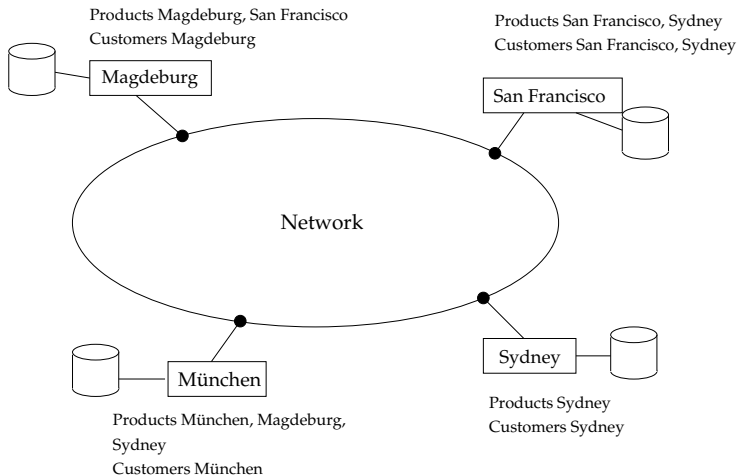 Products Magdeburg, San Francisco
Customers Magdeburg
Magdeburg
Products San Francisco, Sydney
Customers San Francisco, Sydney
San Francisco
Network
München
Products München, Magdeburg,
Sydney
Customers München
Sydney
Products Sydney
Customers Sydney